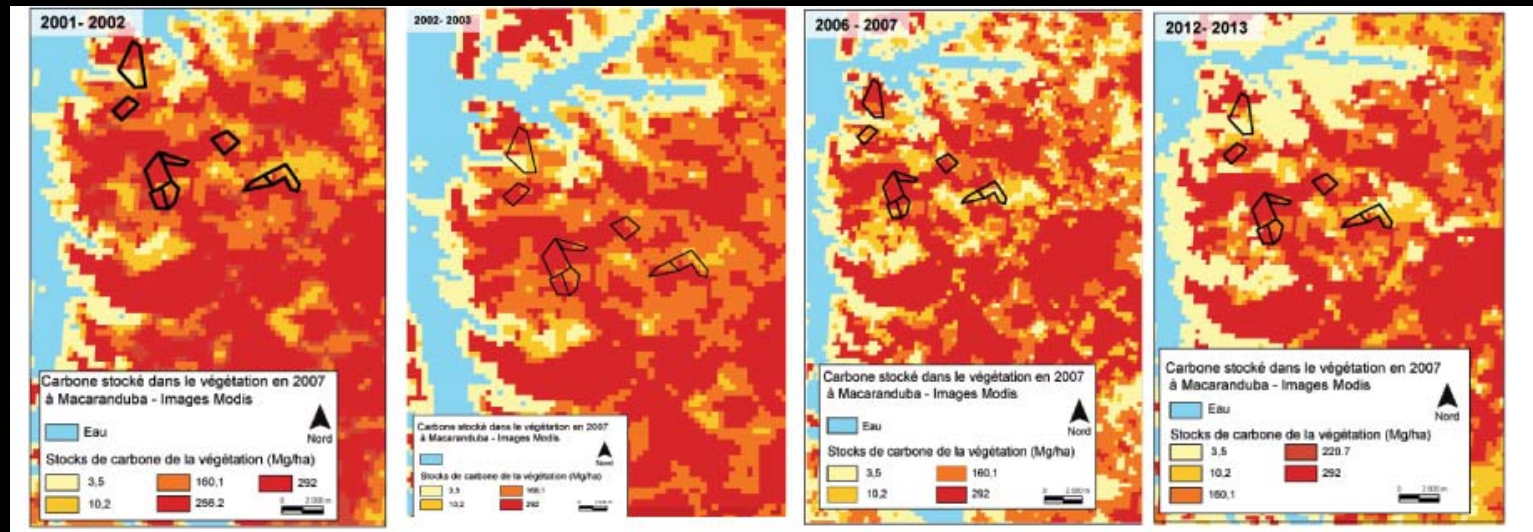 2001- 2002
Carbone stocké dans le végétation en 2007
à Macaranduba - Images Modis
Eau
Nord
Stocks de carbone de la végétation (Mg/ha)
3,5
160,1
292
10,2
256.2
0 2 000 m
2002- 2003
Carbone stocké dans le végétation en 2007
à Macaranduba - Images Modis
Nord
Stocks de carbone de la végétation (Mg/ha)
3,5
160,1
10,2
292
2006 - 2007
Carbone stocké dans le végétation en 2007
à Macaranduba - Images Modis
Eau
Nord
Stocks de carbone de la végétation (Mg/ha)
3,5
160,1
10,2
292
0 2 000 m
2012- 2013
Carbone stocké dans le végétation en 2007
à Macaranduba - Images Modis
Eau
Nord
Stocks de carbone de la végétation (Mg/ha)
3,5
220.7
10,2
292
160,1
0 2 000 m